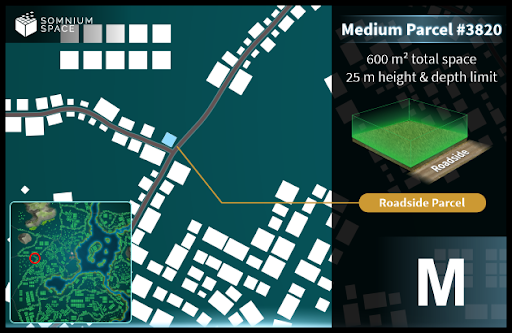 SOMNIUM
SPACE
Medium Parcel #3820
600 m² total space
25 m height & depth limit
Roadside
Roadside Parcel
M